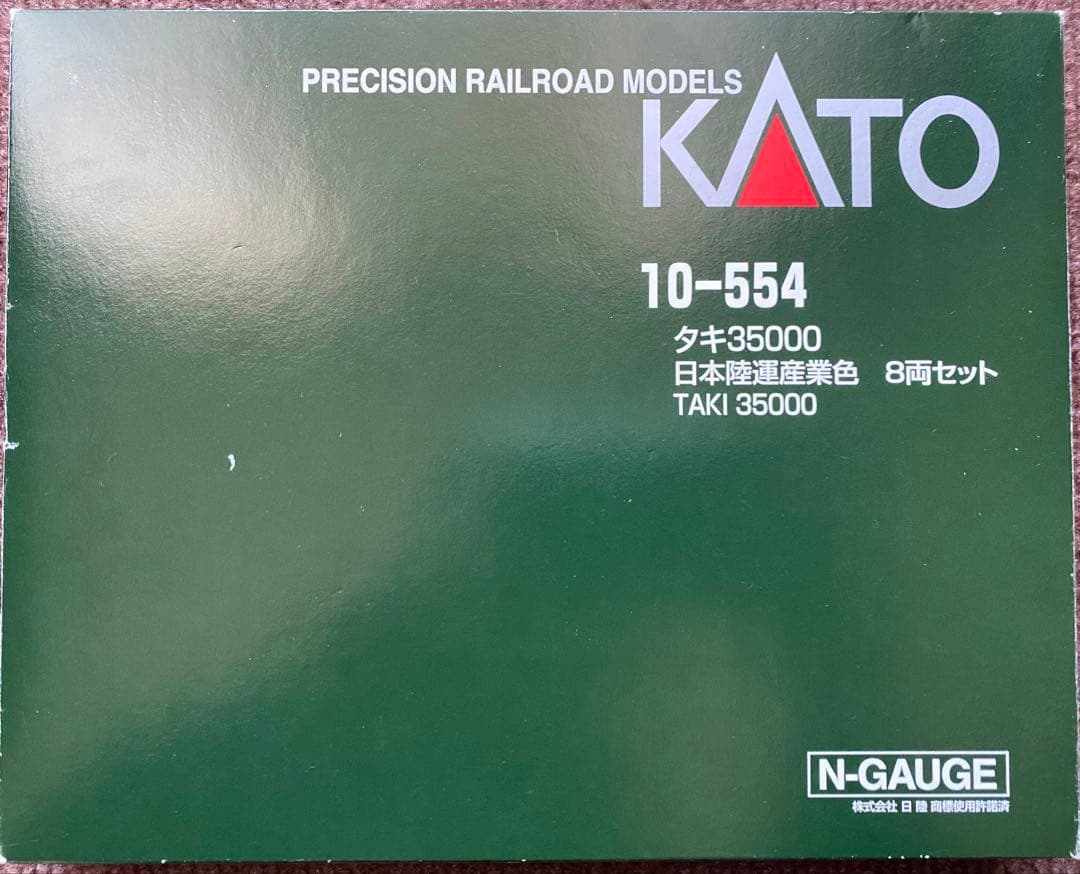 PRECISION RAILROAD MODELS
KATO
10-554
タキ35000
日本陸運産業色 8両セット
TAKI 35000
N-GAUGE
株式会社 日 陸 商標使用許諾済